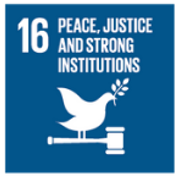 16 PEACE, JUSTICE
AND STRONG
INSTITUTIONS